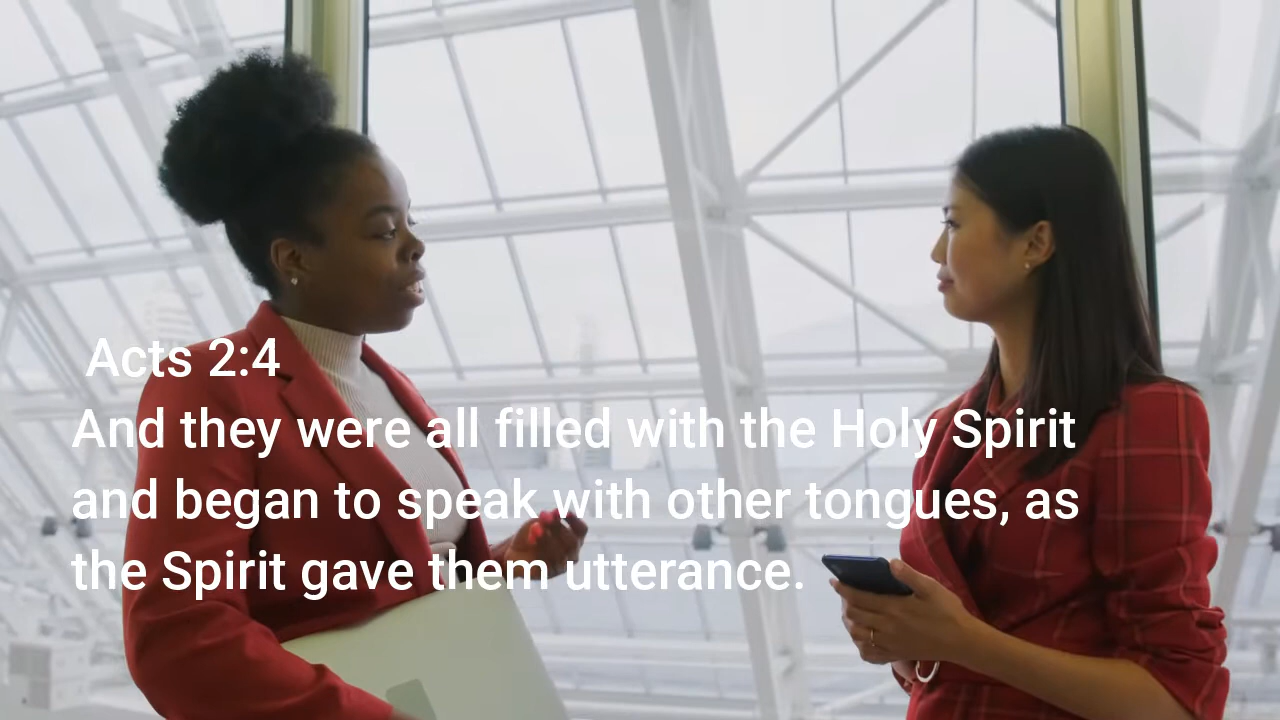 Acts 2:4
And they were all filled with the Holy Spirit
and began to speak with other tongues, as
the Spirit gave them utterance.